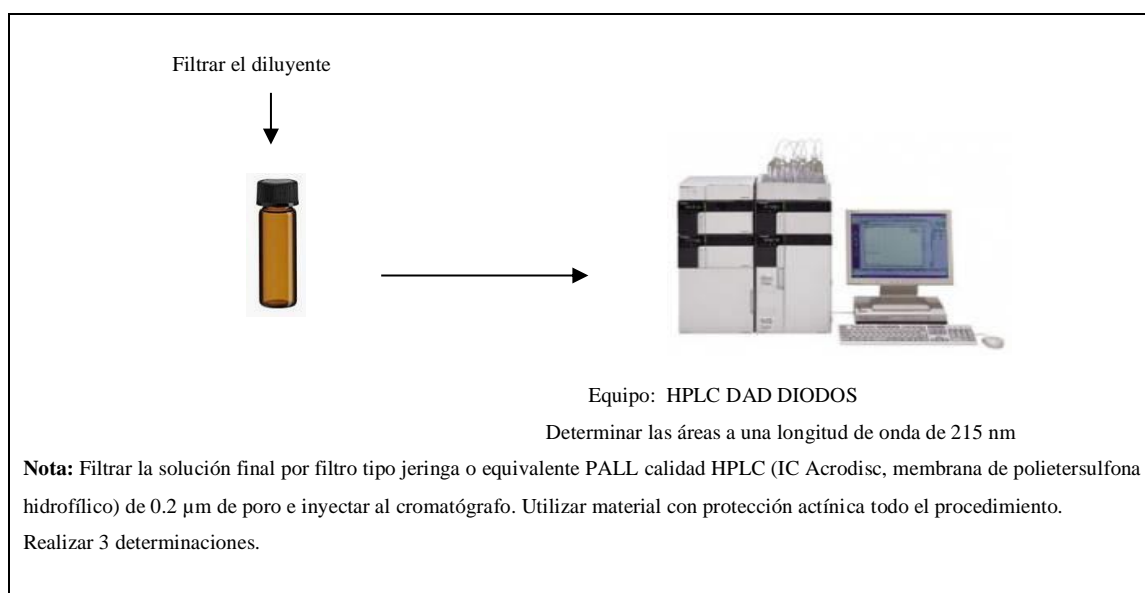 Filtrar el diluyente
Equipo: HPLC DAD DIODOS
Determinar las áreas a una longitud de onda de 215 nm
Nota: Filtrar la solución final por filtro tipo jeringa o equivalente PALL calidad HPLC (IC Acrodisc, membrana de polietersulfona
hidrofílico) de 0.2 µm de poro e inyectar al cromatógrafo. Utilizar material con protección actínica todo el procedimiento.
Realizar 3 determinaciones.